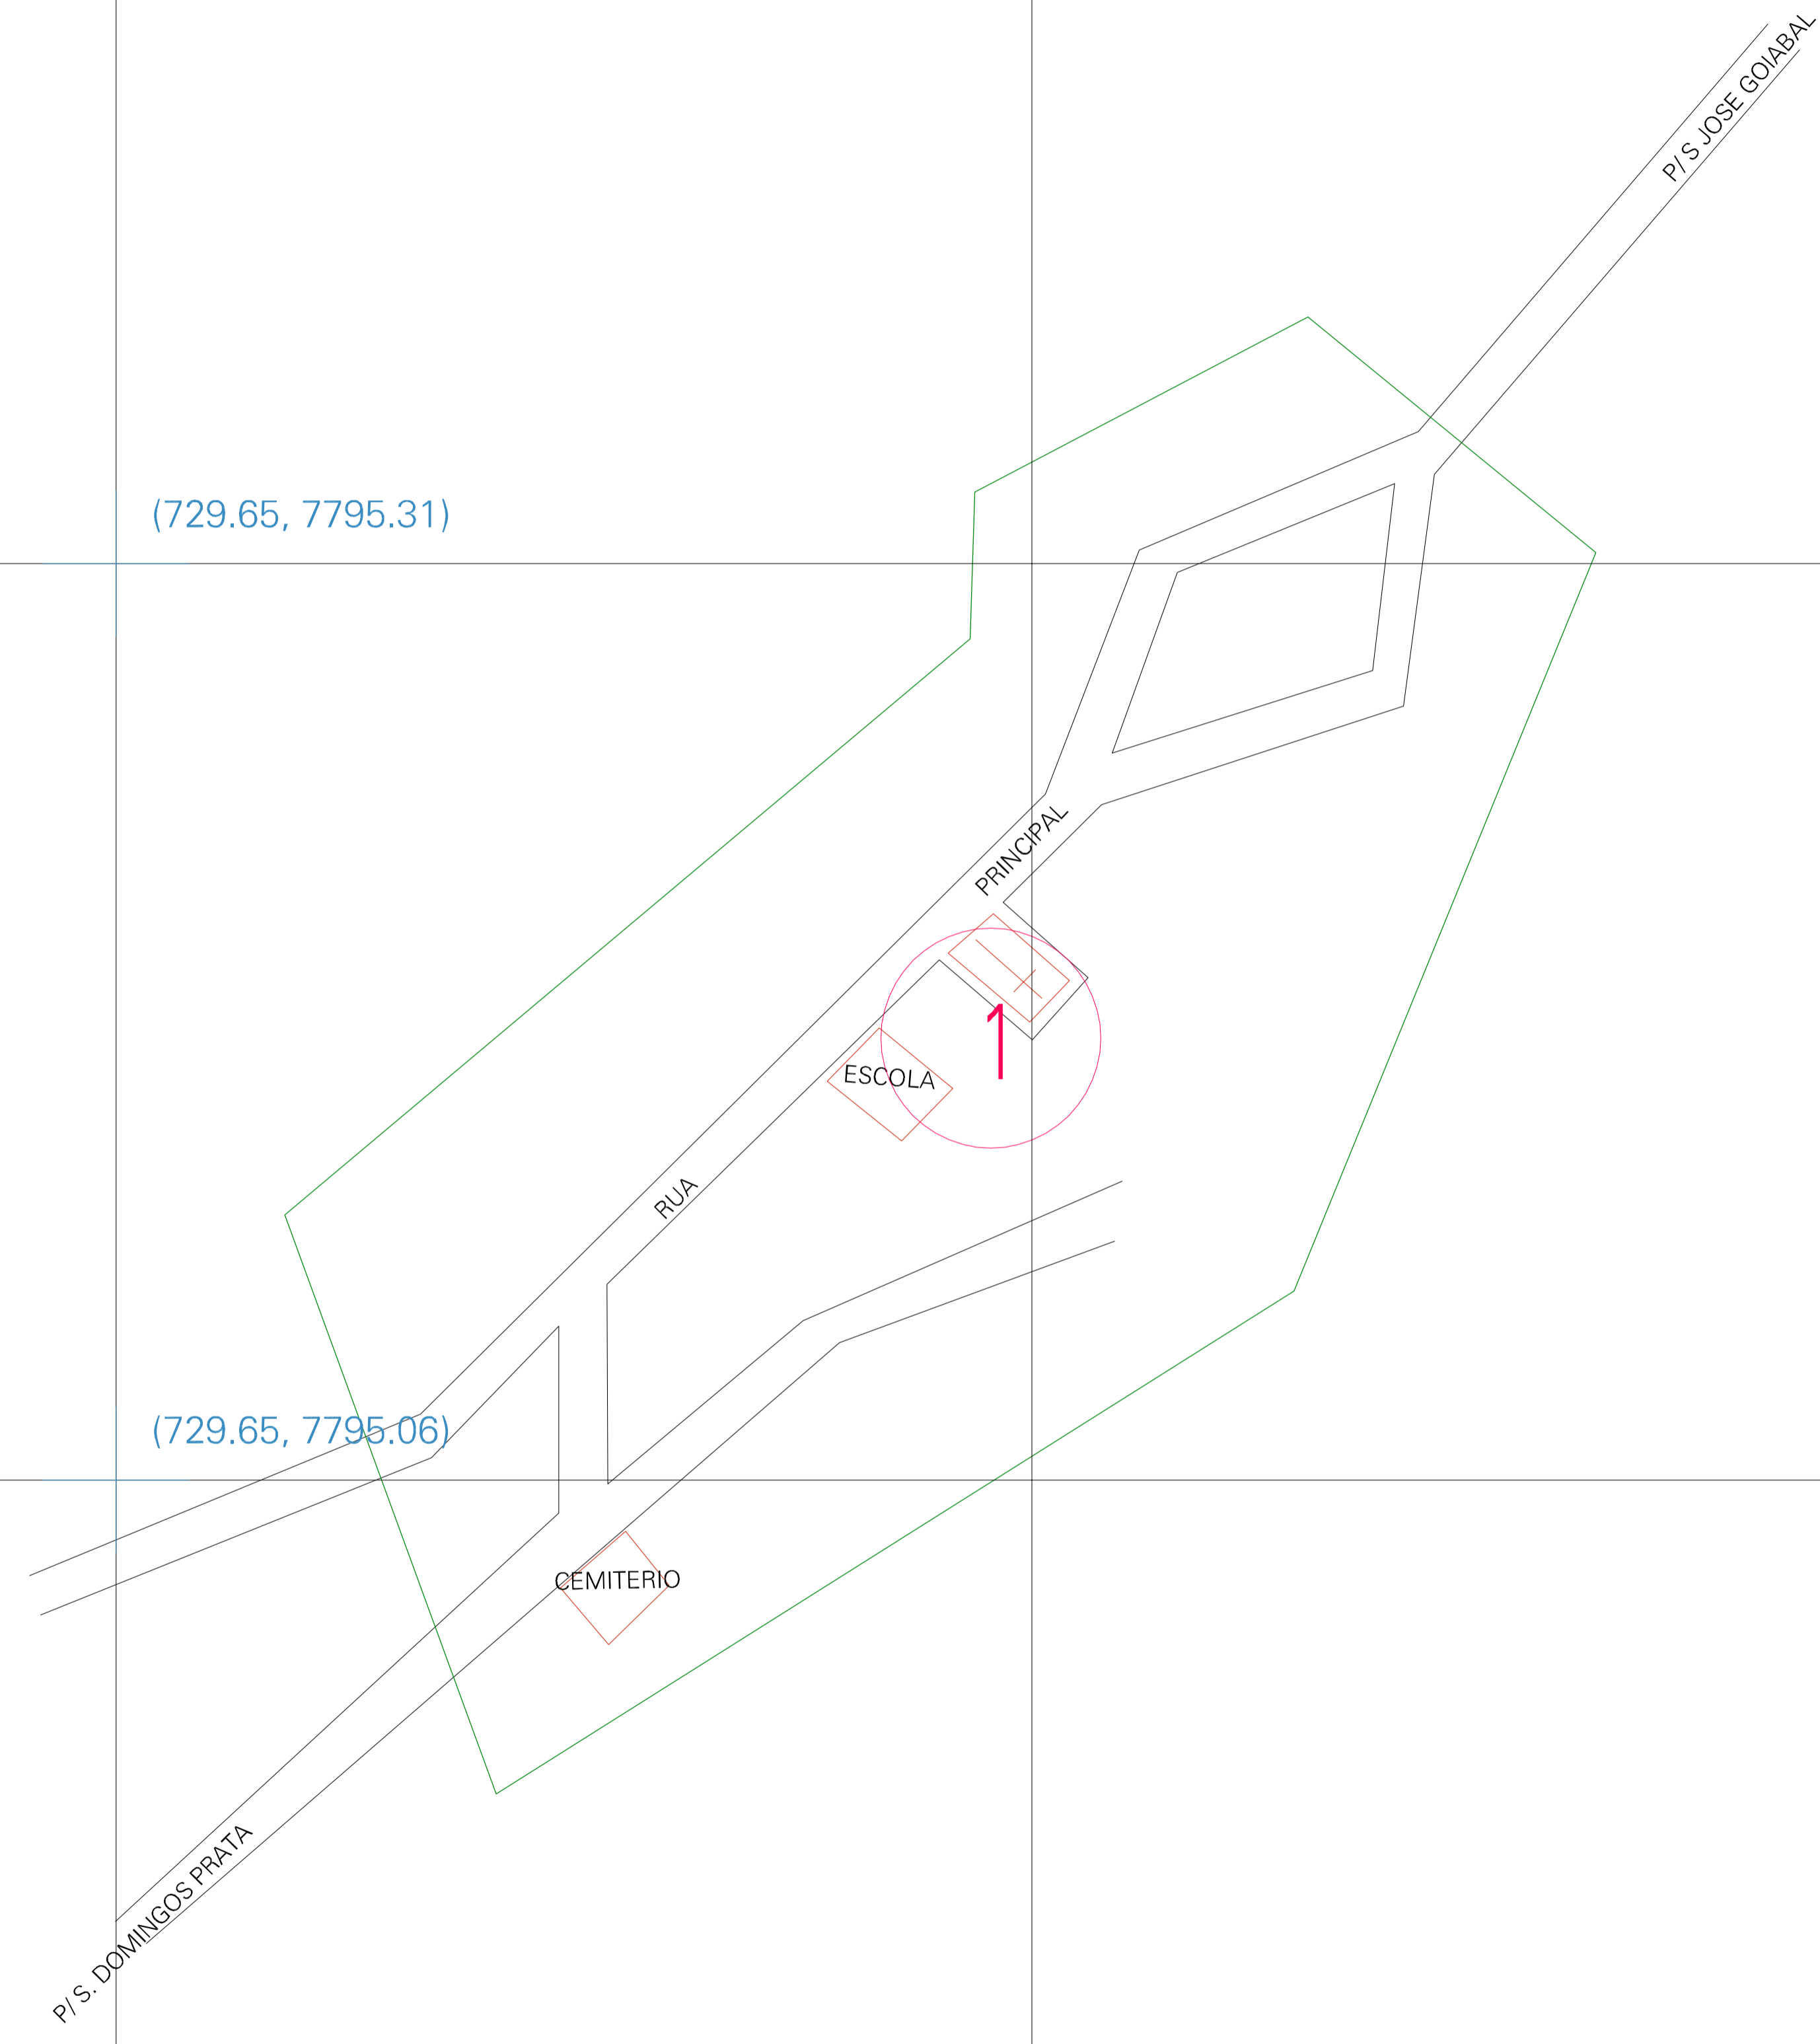 P/S JOSE GOIABAL
(729.65, 7795.31)
PRINCIPAL
1
ESCOLA
RUA
(729.65, 7795.06)
CEMITERIO
P/ S. DOMINGOS PRATA